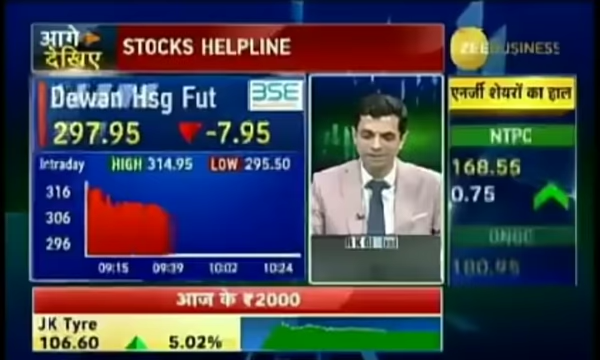 आगे
देखिए
STOCKS HELPLINE
ZEE BUSINESS
Dewan Hsg Fut
BSE
297.95
-7.95
Intraday
HIGH 314.95
LOW 295.50
316
306
296
09:15
09:39
10:02
10:24
एनर्जी शेयरों का हाल
NTPC
168.55
0.75
ONGC
180.95
आज के ₹2000
JK Tyre
106.60
5.02%